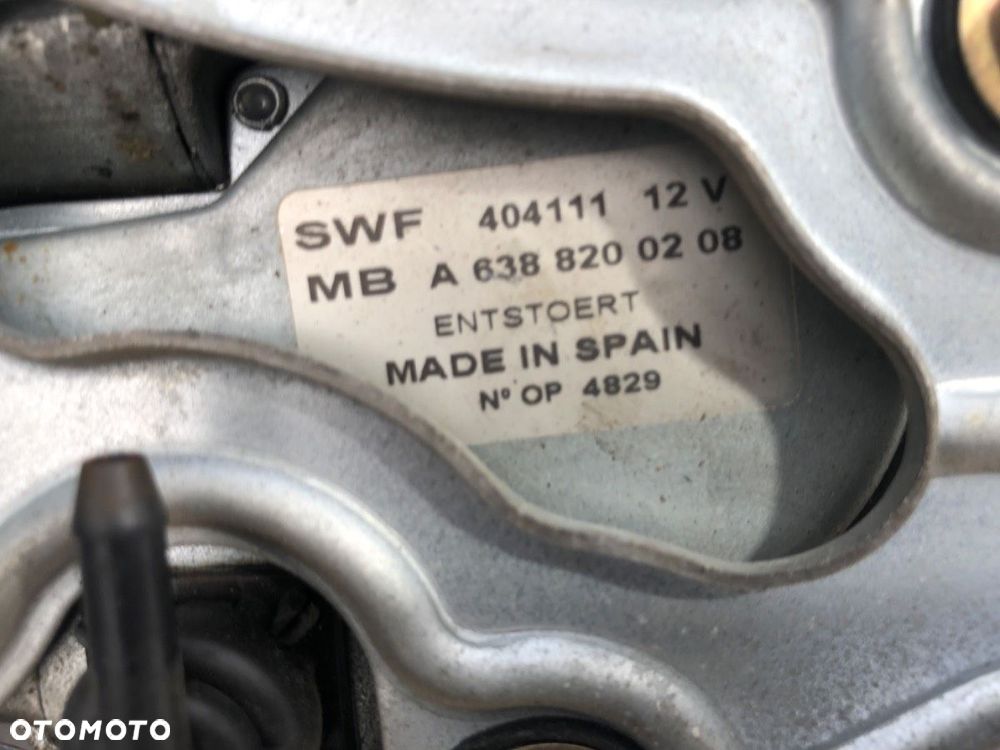 SWF 404111 12 V
MB A 638 820 02 08
ENTSTOERT
MADE IN SPAIN
Nº OP 4829
OTOMOTO